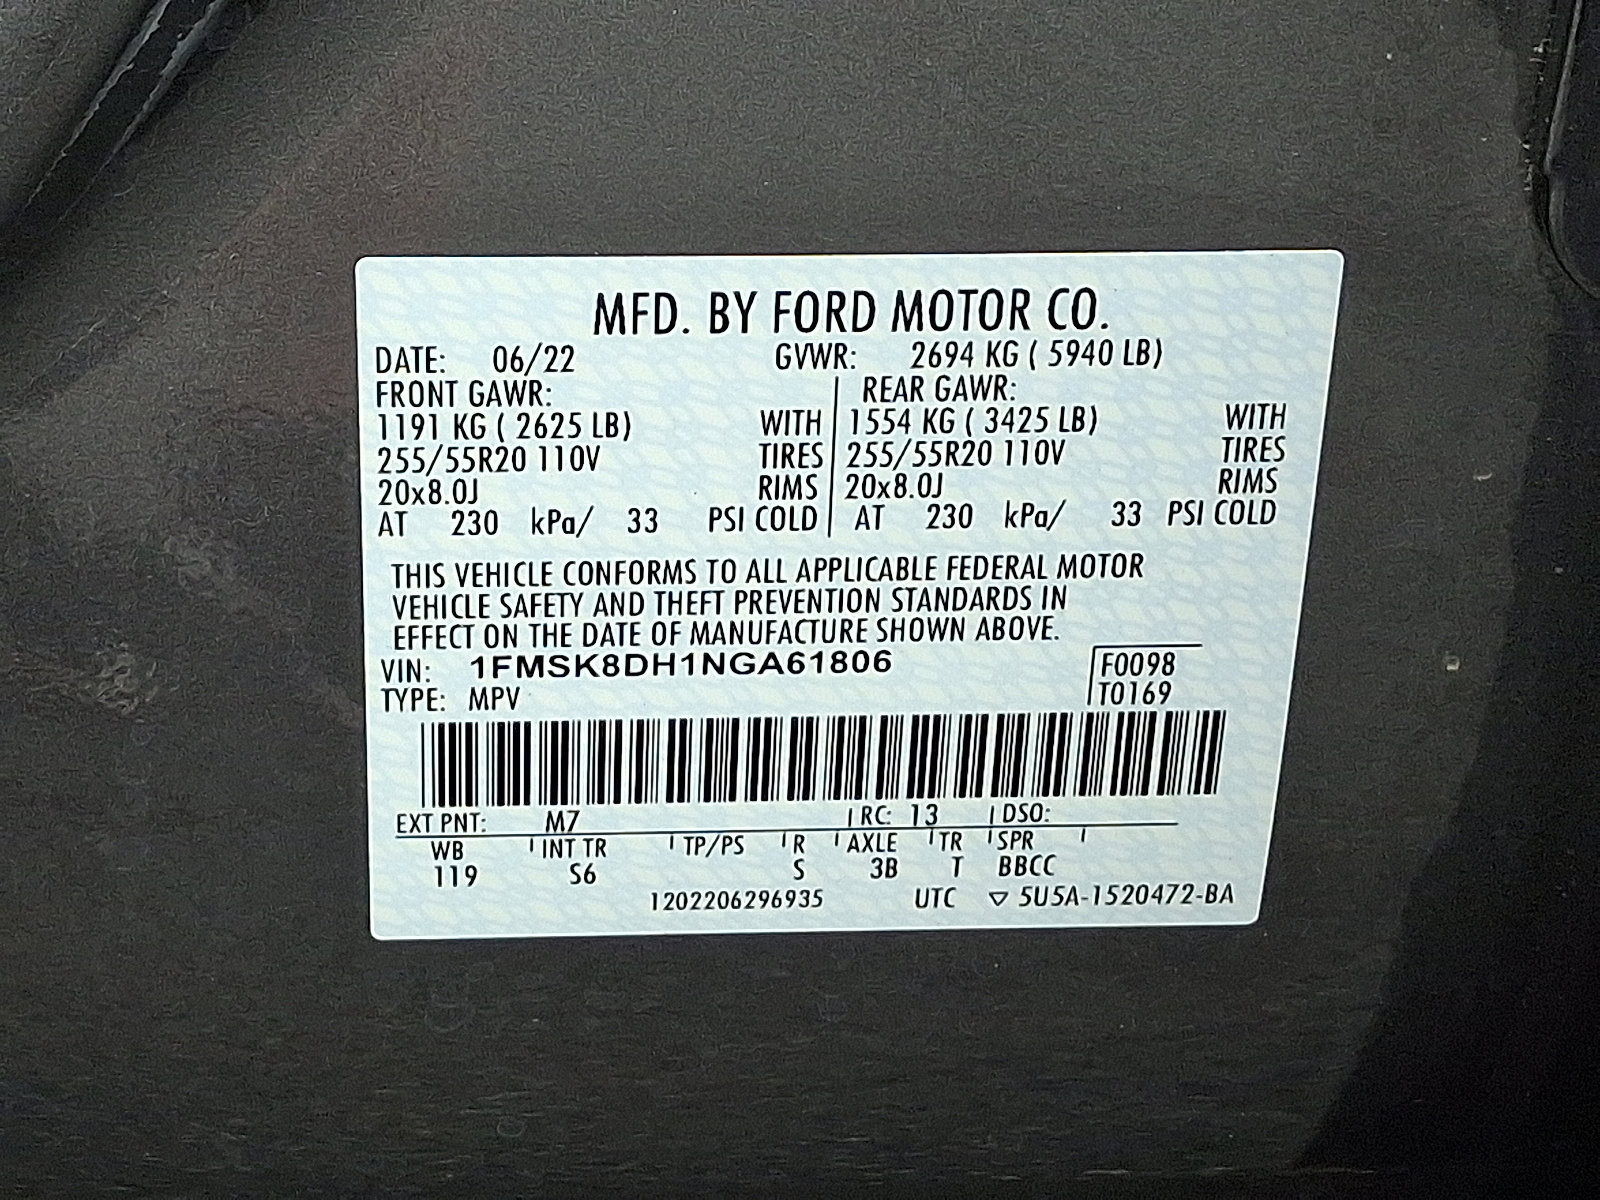 MFD. BY FORD MOTOR CO.
DATE: 06/22 GVWR: 2694 KG ( 5940 LB)
FRONT GAWR: REAR GAWR:
1191 KG ( 2625 LB) WITH 1554 KG ( 3425 LB) WITH
255/55R20 110V TIRES 255/55R20 110V TIRES
20x8.0J RIMS 20x8.0J RIMS
AT 230 kPa/ 33 PSI COLD AT 230 kPa/ 33 PSI COLD
THIS VEHICLE CONFORMS TO ALL APPLICABLE FEDERAL MOTOR
VEHICLE SAFETY AND THEFT PREVENTION STANDARDS IN
EFFECT ON THE DATE OF MANUFACTURE SHOWN ABOVE.
VIN: 1FMSK8DH1NGA61806 F0098
TYPE: MPV T0169
EXT PNT: M7 RC: 13 DSO:
WB INT TR TP/PS R AXLE TR SPR
119 S6 S 3B T BBCC
1202206296935 UTC ▽ 5U5A-1520472-BA